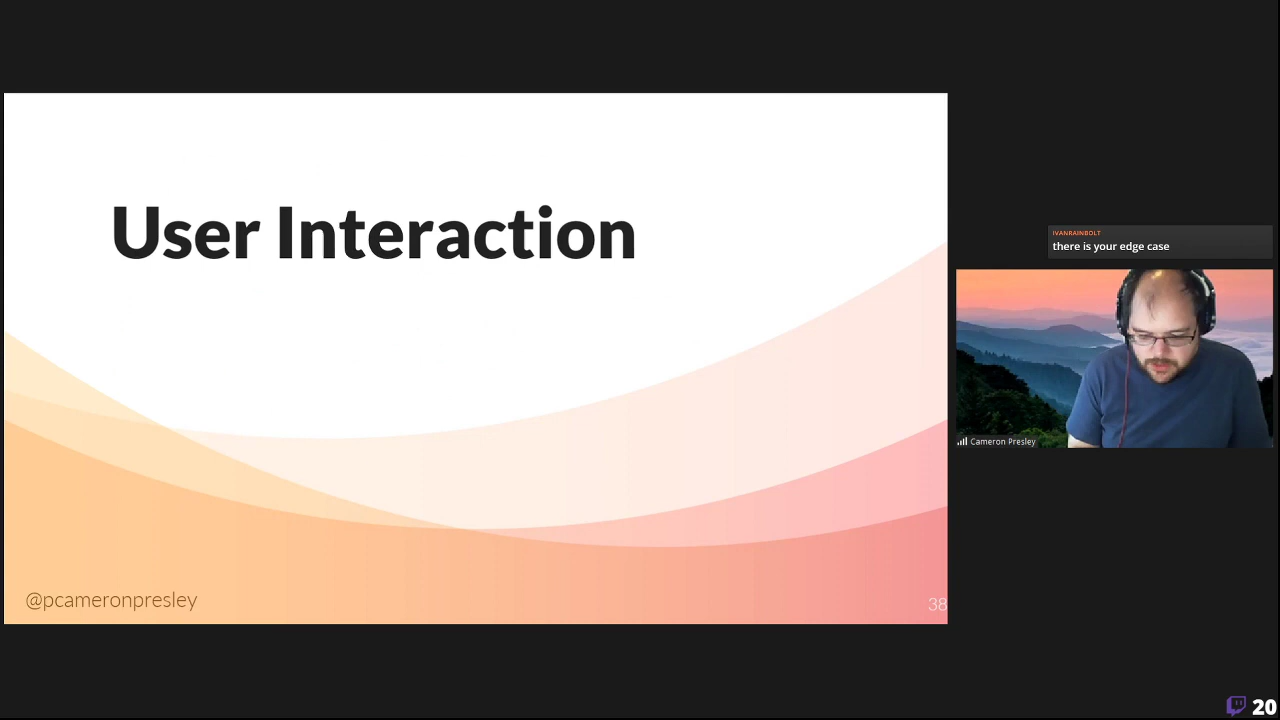 User Interaction
@pcameronpresley
38
IVANRAINBOLT
there is your edge case
Cameron Presley
20